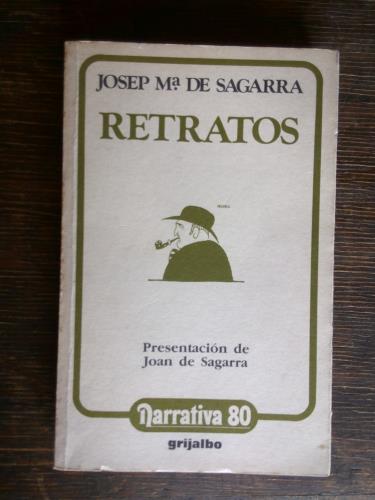 JOSEP Mª DE SAGARRA
RETRATOS
Presentación de
Joan de Sagarra
Narrativa 80
grijalbo